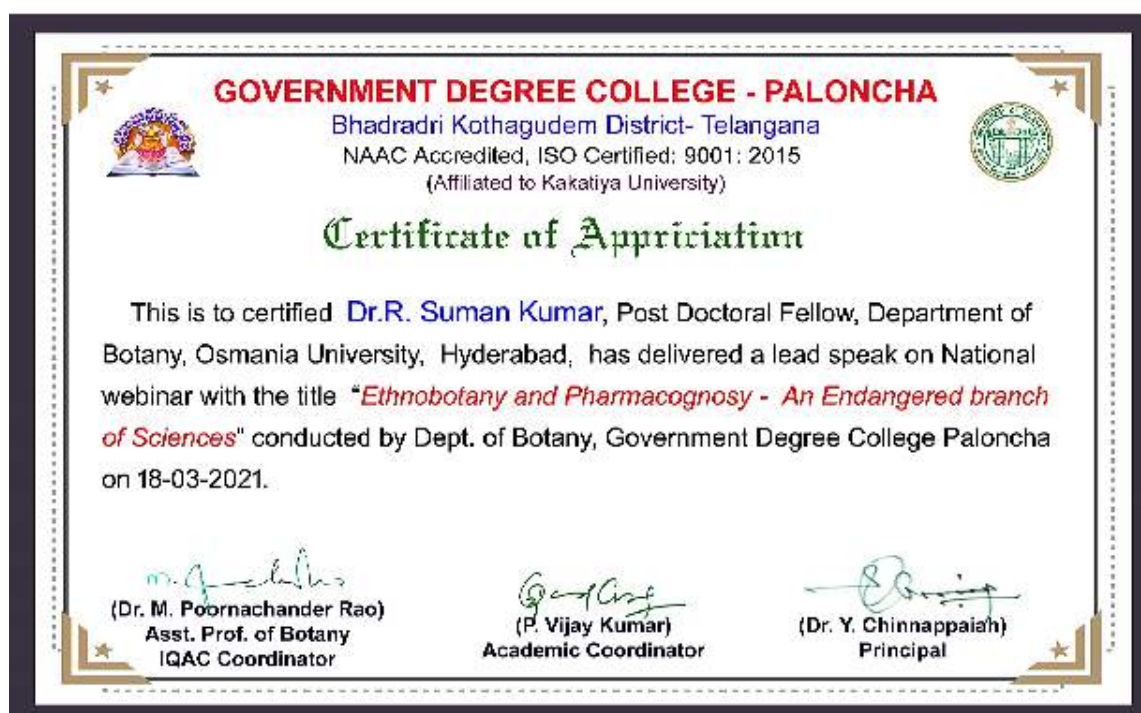 GOVERNMENT DEGREE COLLEGE - PALONCHA
Bhadradri Kothagudem District- Telangana
NAAC Accredited, ISO Certified: 9001: 2015
(Affiliated to Kakatiya University)
Certificate of Appriciation
This is to certified Dr.R. Suman Kumar, Post Doctoral Fellow, Department of
Botany, Osmania University, Hyderabad, has delivered a lead speak on National
webinar with the title "Ethnobotany and Pharmacognosy - An Endangered branch
of Sciences" conducted by Dept. of Botany, Government Degree College Paloncha
on 18-03-2021.
(Dr. M. Poornachander Rao)
Asst. Prof. of Botany
IQAC Coordinator
(P. Vijay Kumar)
Academic Coordinator
(Dr. Y. Chinnappaiah)
Principal